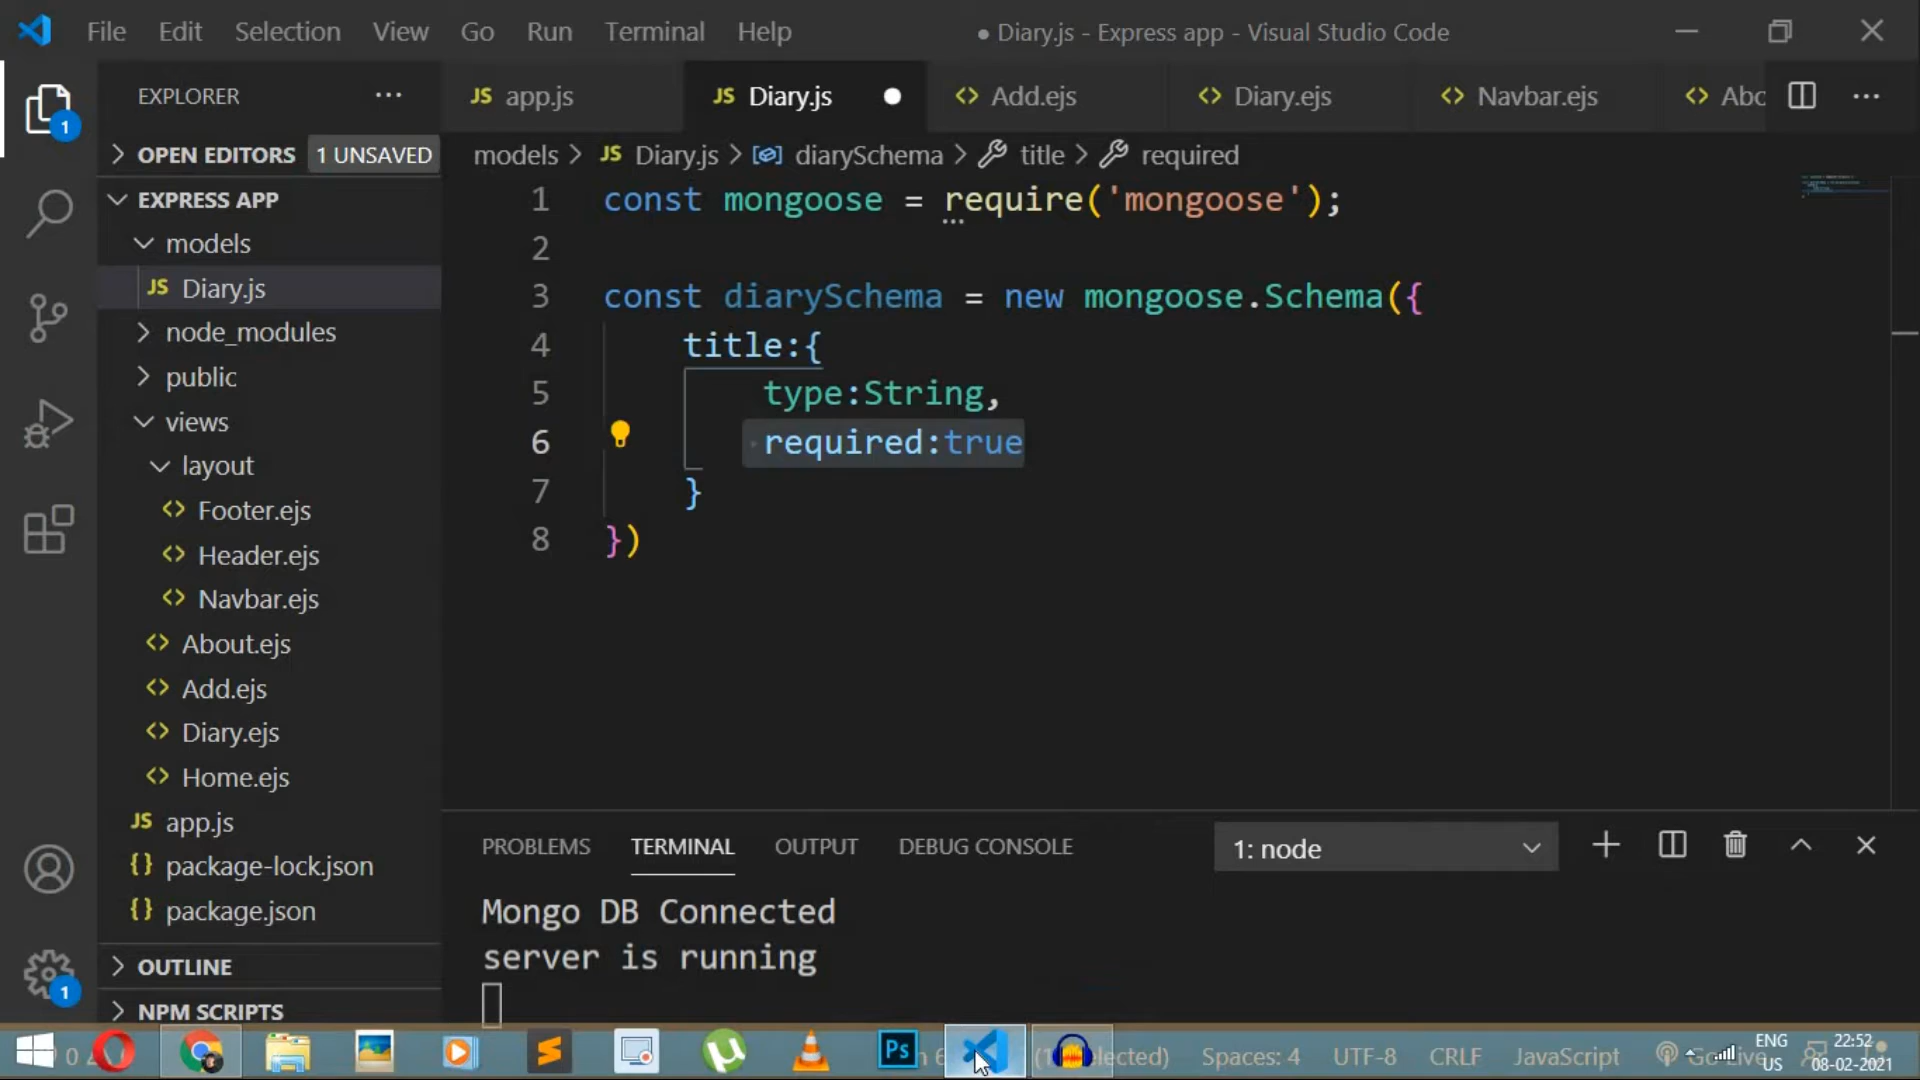 File Edit Selection View Go Run Terminal Help ● Diary.js - Express app - Visual Studio Code
EXPLORER
OPEN EDITORS 1 UNSAVED
EXPRESS APP
models
JS Diary.js
node_modules
public
views
layout
<> Footer.ejs
<> Header.ejs
<> Navbar.ejs
<> About.ejs
<> Add.ejs
<> Diary.ejs
<> Home.ejs
JS app.js
{} package-lock.json
{} package.json
OUTLINE
NPM SCRIPTS
1
1
JS app.js JS Diary.js ● <> Add.ejs <> Diary.ejs <> Navbar.ejs <> Abo
models > JS Diary.js > diarySchema > title > required
1 const mongoose = require('mongoose');
2
3 const diarySchema = new mongoose.Schema({
4 title:{
5 type:String,
6 required:true
7 }
8 })
PROBLEMS TERMINAL OUTPUT DEBUG CONSOLE 1: node
Mongo DB Connected
server is running
Ps Spaces: 4 UTF-8 CRLF JavaScript Go Live
ENG
US
22:52
08-02-2021